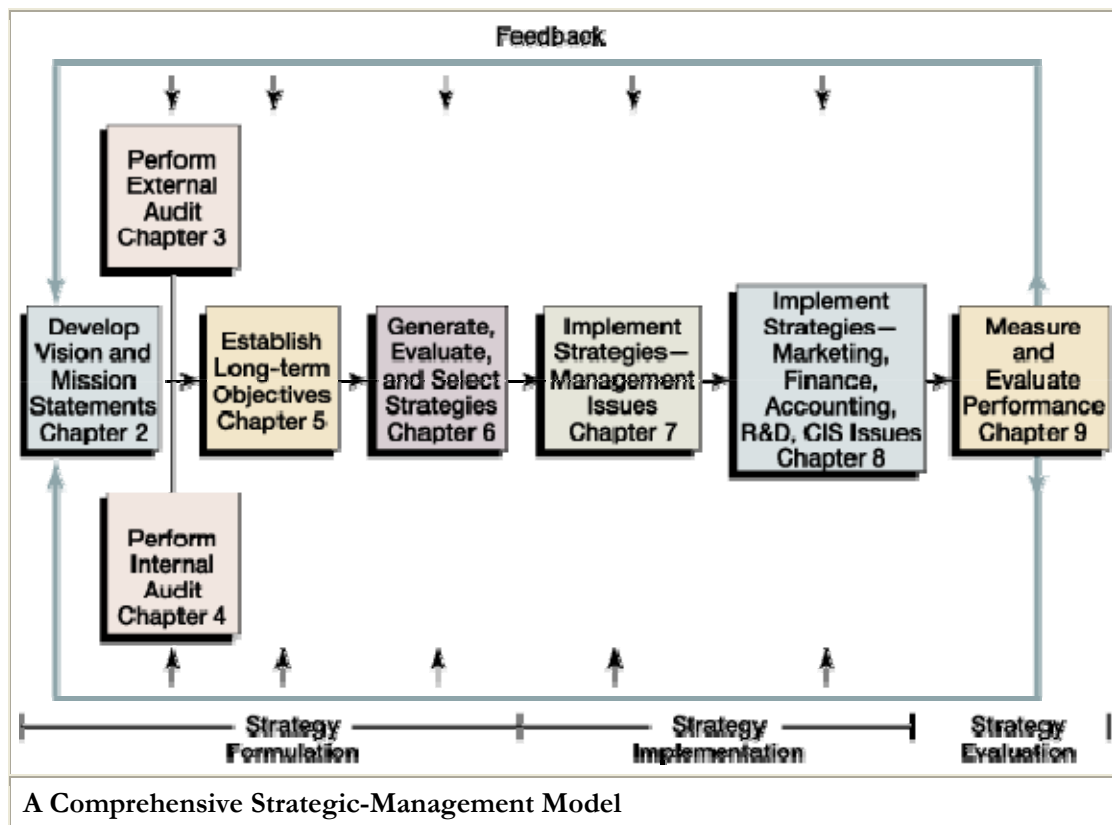 Feedback
Perform
External
Audit
Chapter 3
Develop
Vision and
Mission
Statements
Chapter 2
Establish
Long-term
Objectives
Chapter 5
Generate,
Evaluate,
and Select
Strategies
Chapter 6
Implement
Strategies—
Management
Issues
Chapter 7
Implement
Strategies—
Marketing,
Finance,
Accounting,
R&D, CIS Issues
Chapter 8
Measure
and
Evaluate
Performance
Chapter 9
Perform
Internal
Audit
Chapter 4
Strategy
Formulation
Strategy
Implementation
Strategy
Evaluation
A Comprehensive Strategic-Management Model